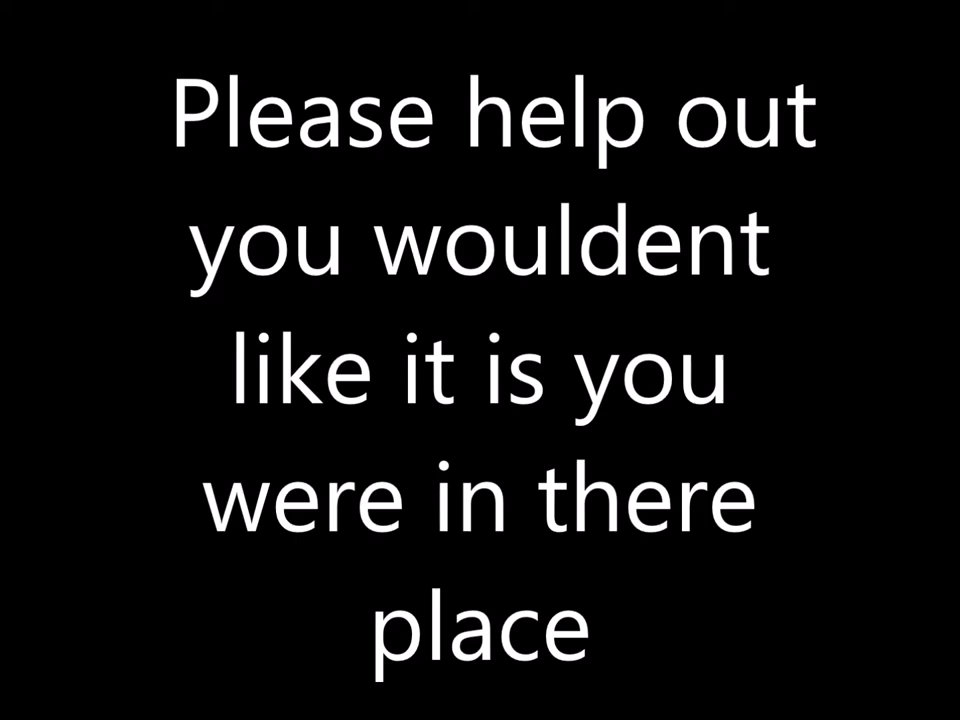 Please help out
you wouldent
like it is you
were in there
place